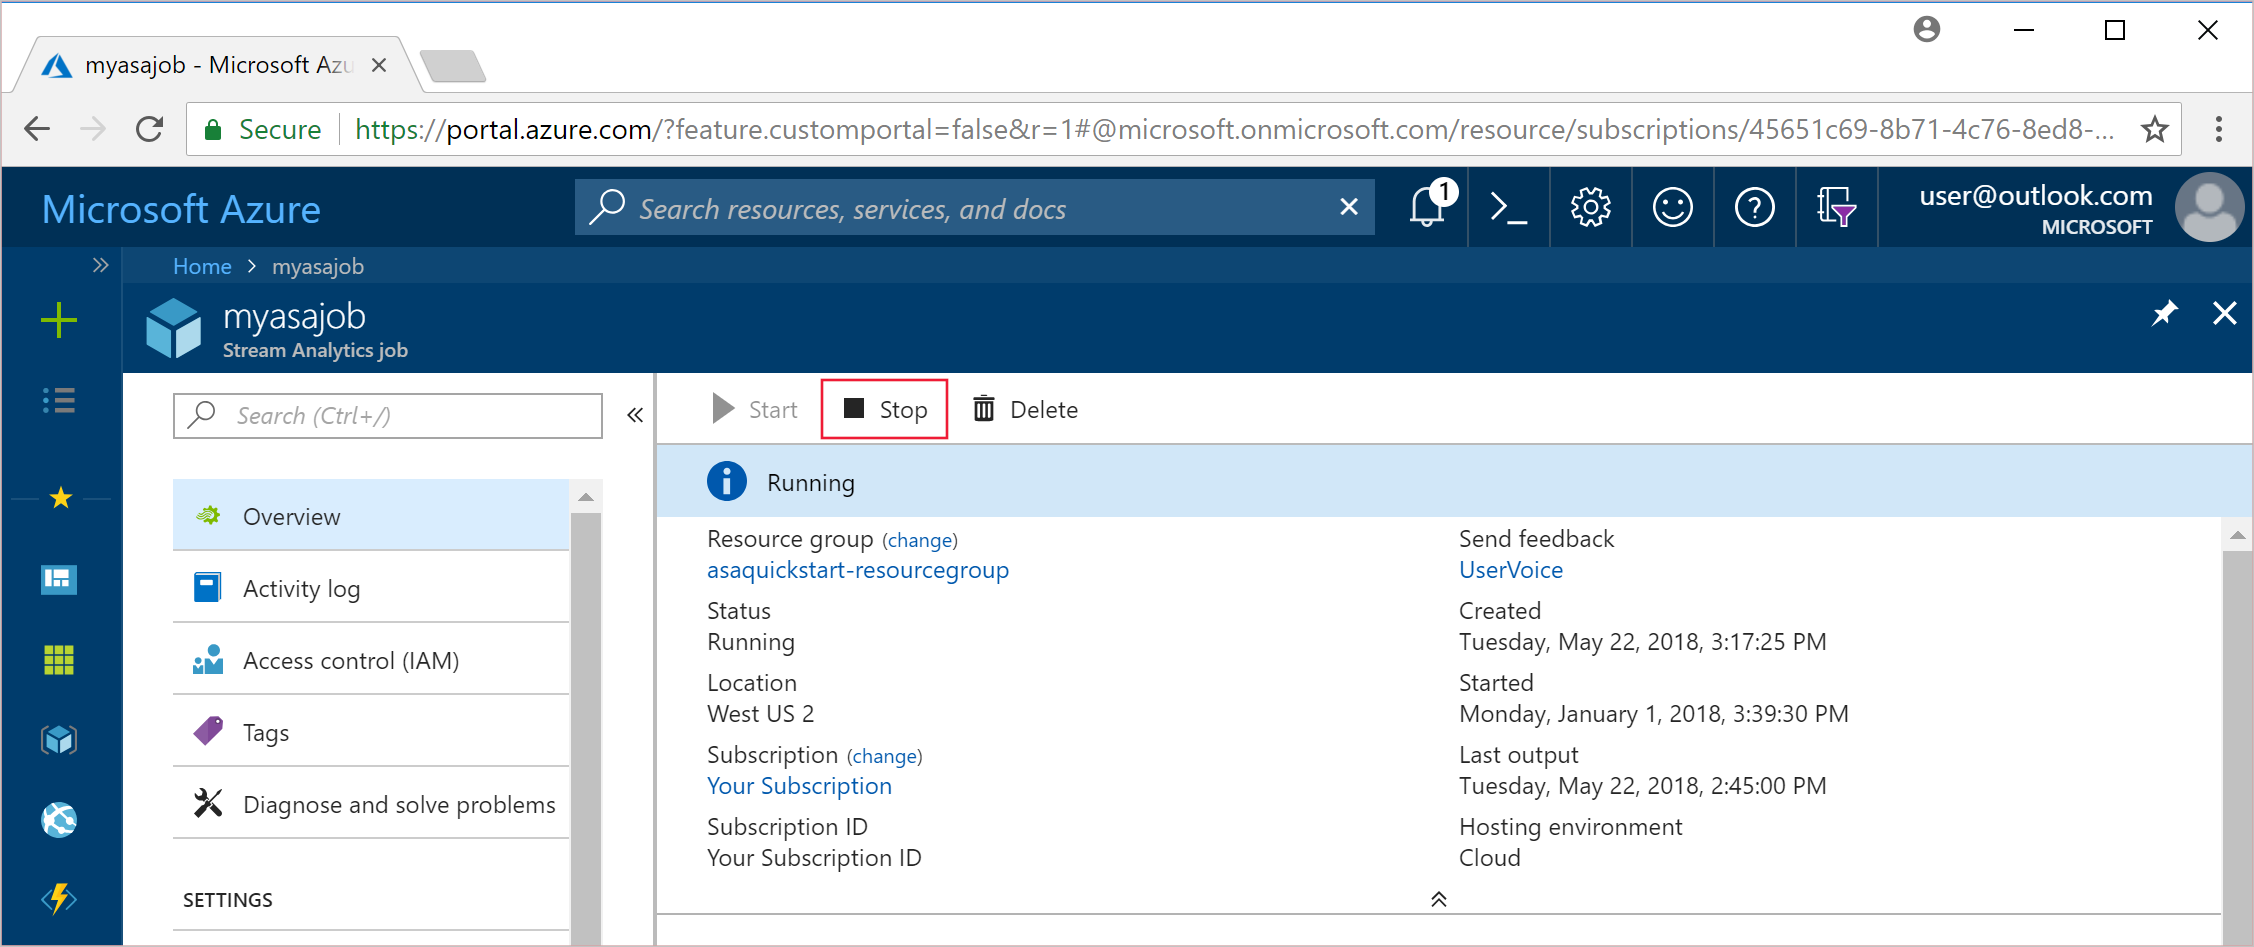 myasajob - Microsoft Azu
Secure https://portal.azure.com/?feature.customportal=false&r=1#@microsoft.onmicrosoft.com/resource/subscriptions/45651c69-8b71-4c76-8ed8-...
Microsoft Azure
Search resources, services, and docs
1
user@outlook.com
MICROSOFT
Home > myasajob
myasajob
Stream Analytics job
Search (Ctrl+/)
Overview
Activity log
Access control (IAM)
Tags
Diagnose and solve problems
SETTINGS
Start Stop Delete
Running
Resource group (change)
asaquickstart-resourcegroup
Status
Running
Location
West US 2
Subscription (change)
Your Subscription
Subscription ID
Your Subscription ID
Send feedback
UserVoice
Created
Tuesday, May 22, 2018, 3:17:25 PM
Started
Monday, January 1, 2018, 3:39:30 PM
Last output
Tuesday, May 22, 2018, 2:45:00 PM
Hosting environment
Cloud